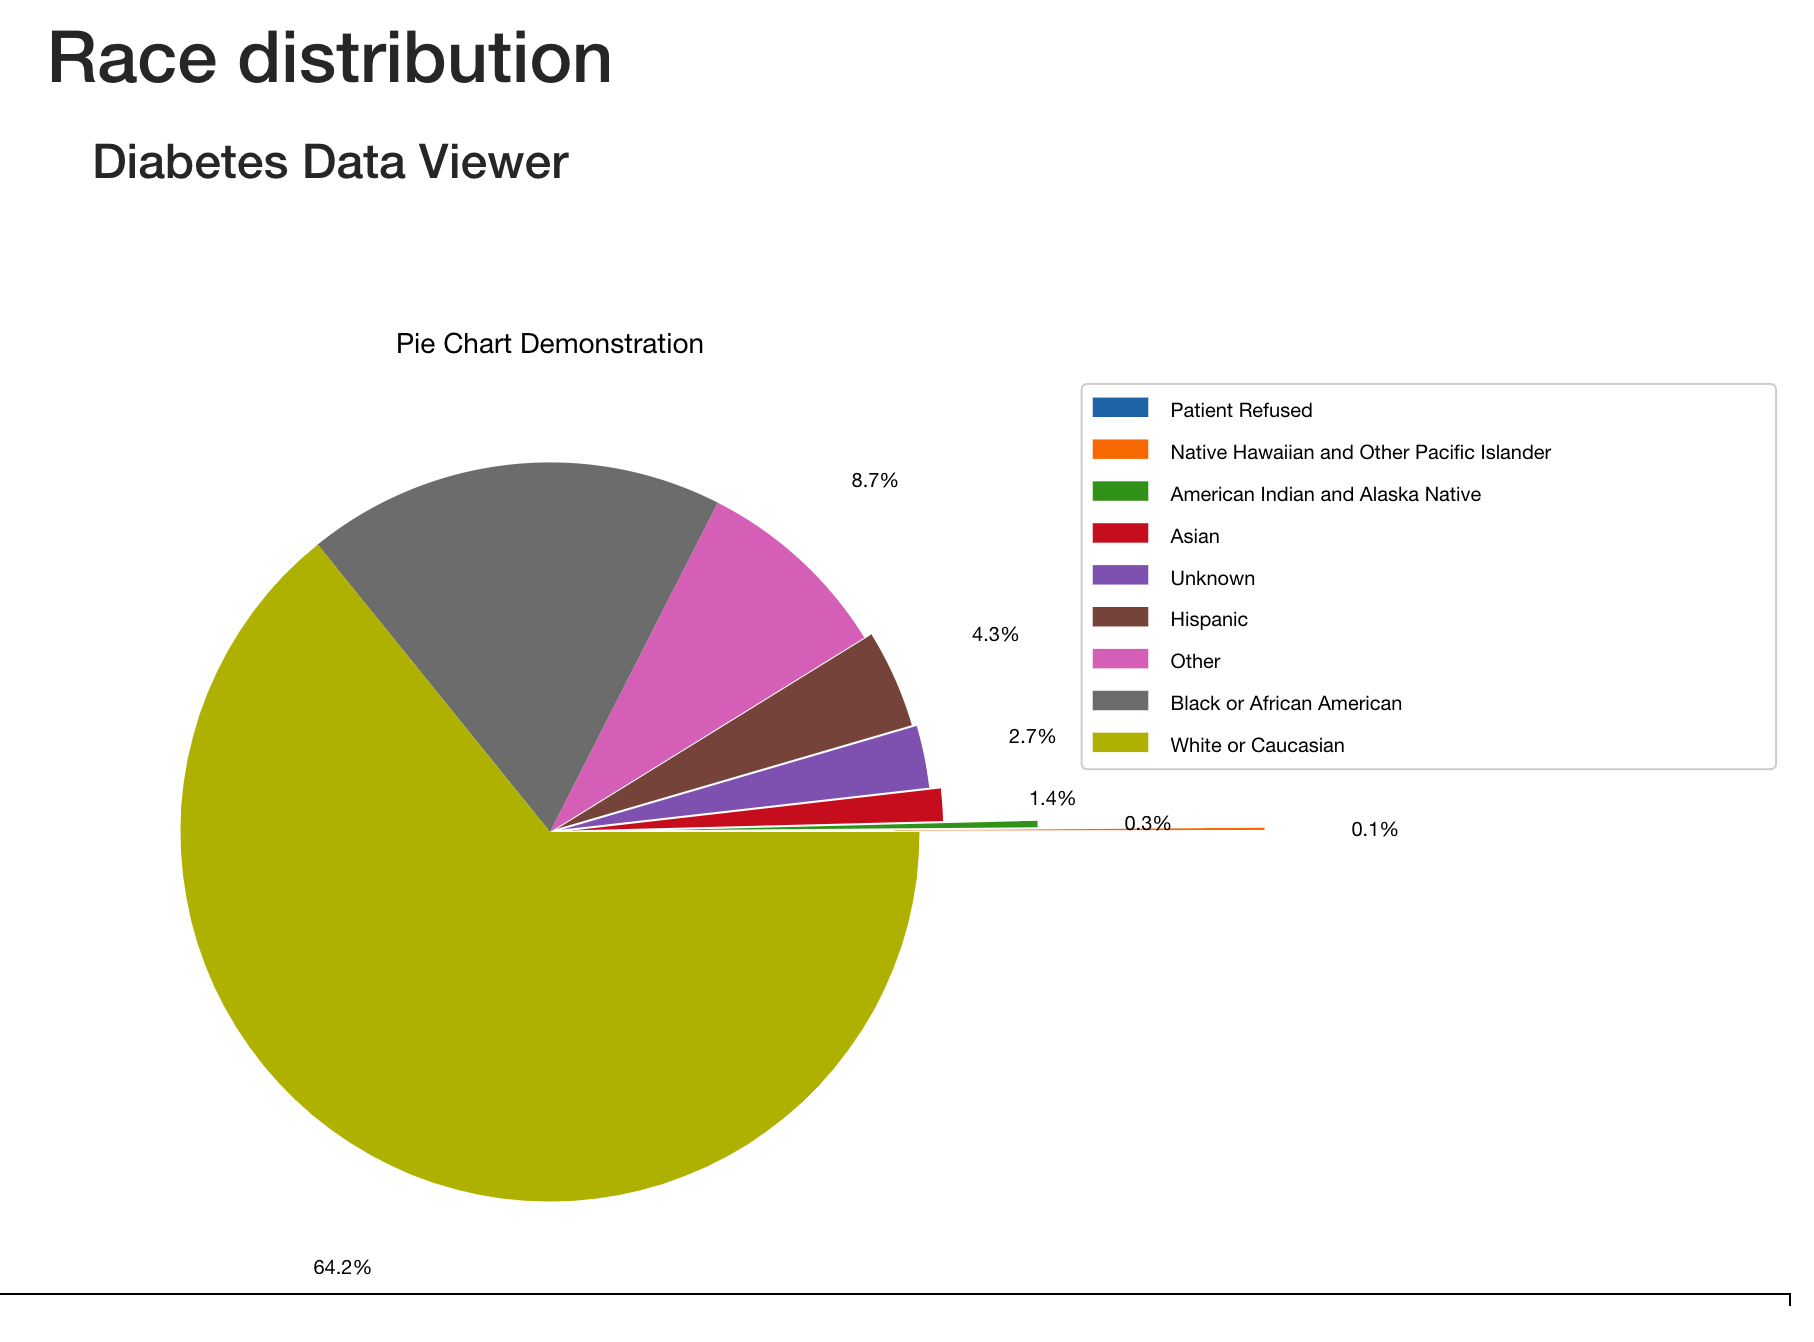 Race distribution
Diabetes Data Viewer
Pie Chart Demonstration
Patient Refused
Native Hawaiian and Other Pacific Islander
American Indian and Alaska Native
Asian
Unknown
Hispanic
Other
Black or African American
White or Caucasian
8.7%
4.3%
2.7%
1.4%
0.3%
0.1%
64.2%